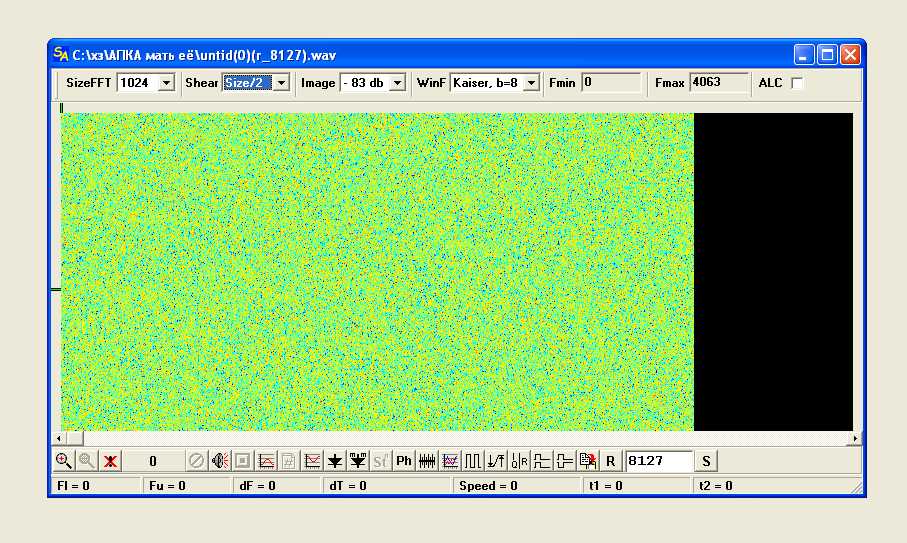 SA C:\хз\АПКА мать её\untid(0)(r_8127).wav
SizeFFT 1024 Shear Size/2 Image - 83 db WinF Kaiser, b=8 Fmin 0 Fmax 4063 ALC
0 Sf Ph R 8127 S
Fl = 0 Fu = 0 dF = 0 dT = 0 Speed = 0 t1 = 0 t2 = 0